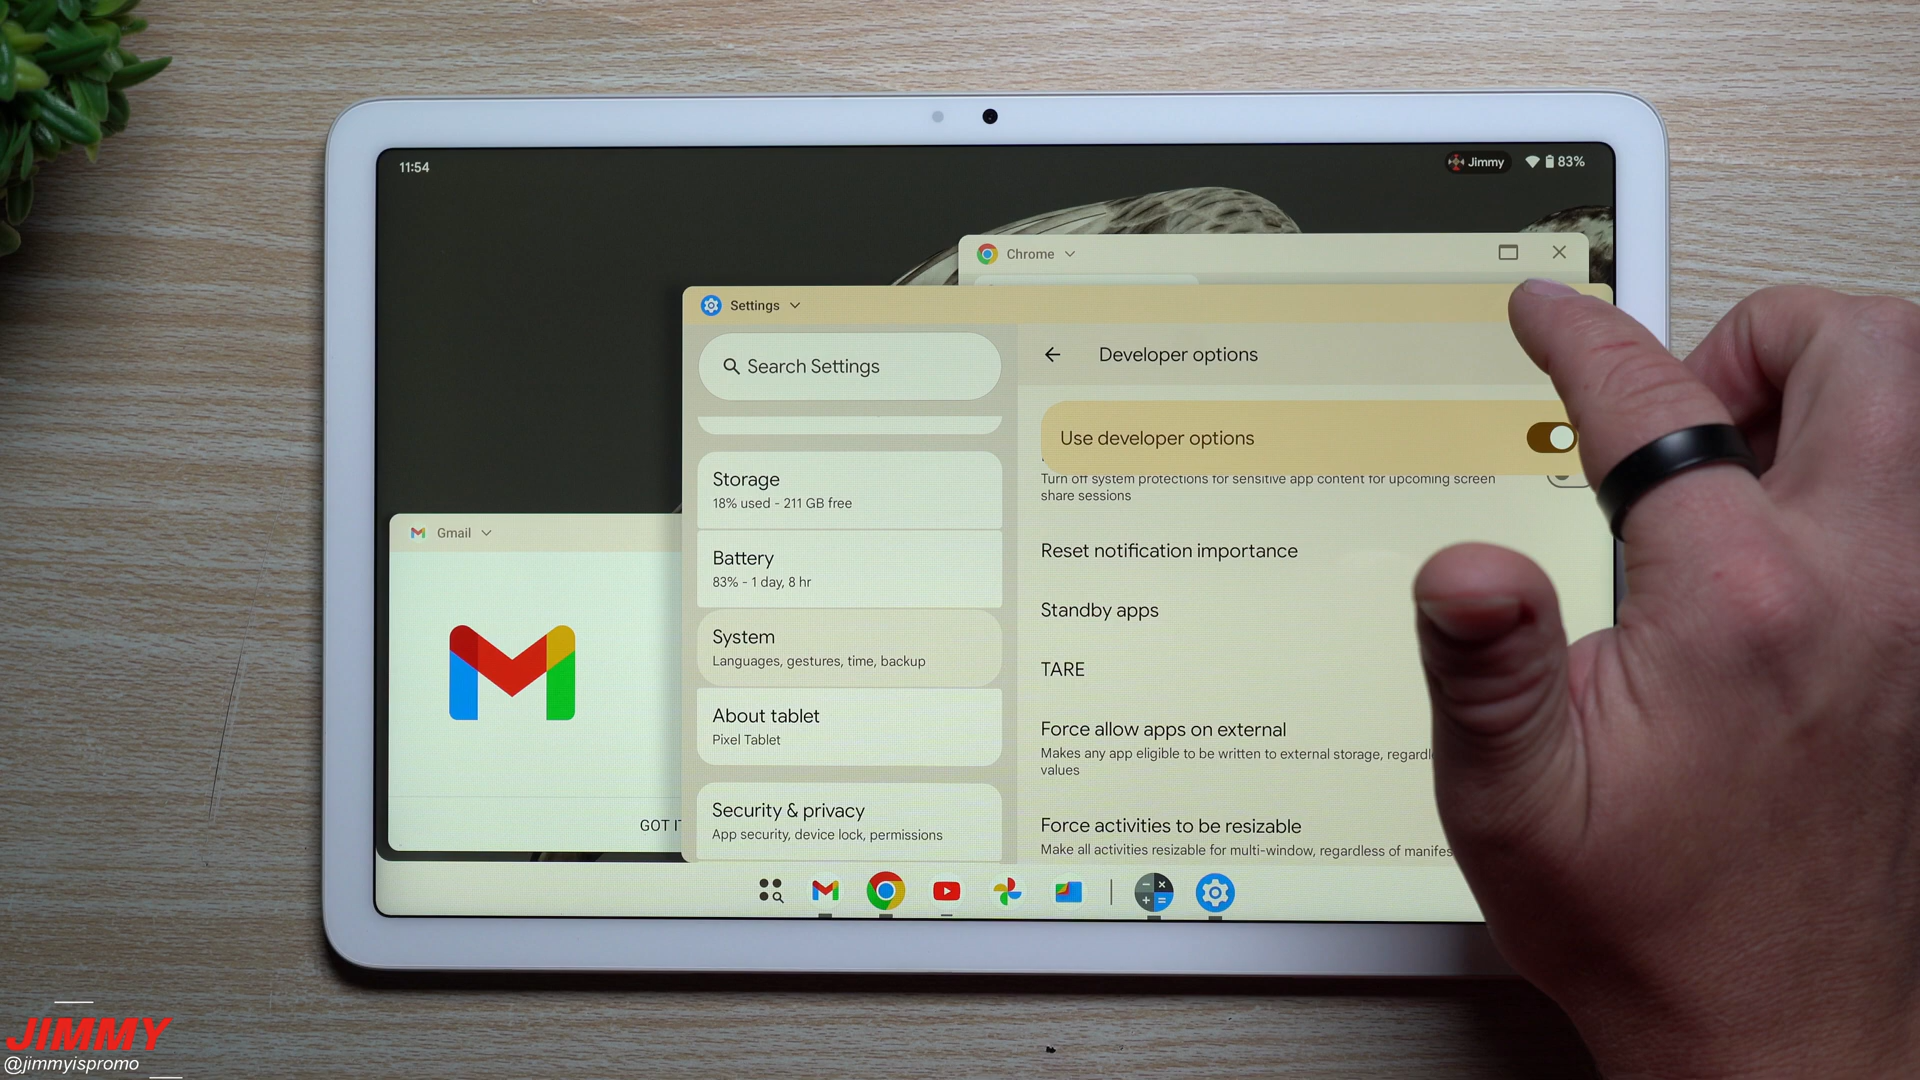 11:54
Jimmy
83%
Chrome
Settings
Search Settings
Developer options
Use developer options
Turn off system protections for sensitive app content for upcoming screen
share sessions
Storage
18% used - 211 GB free
Gmail
Battery
83% - 1 day, 8 hr
Reset notification importance
Standby apps
System
Languages, gestures, time, backup
TARE
About tablet
Pixel Tablet
Force allow apps on external
Makes any app eligible to be written to external storage,
values
Security & privacy
App security, device lock, permissions
GOT IT
Force activities to be resizable
Make all activities resizable for multi-window, regardless of
JIMMY
@jimmyispromo